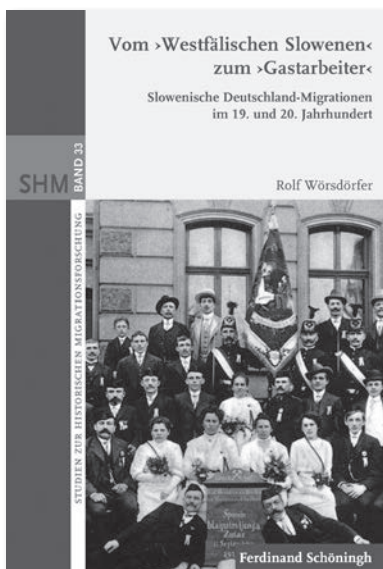 Vom ›Westfälischen Slowenen‹
zum ›Gastarbeiter‹
Slowenische Deutschland-Migrationen
im 19. und 20. Jahrhundert
Rolf Wörsdörfer
SHM BAND 33
STUDIEN ZUR HISTORISCHEN MIGRATIONSFORSCHUNG
Ferdinand Schöningh